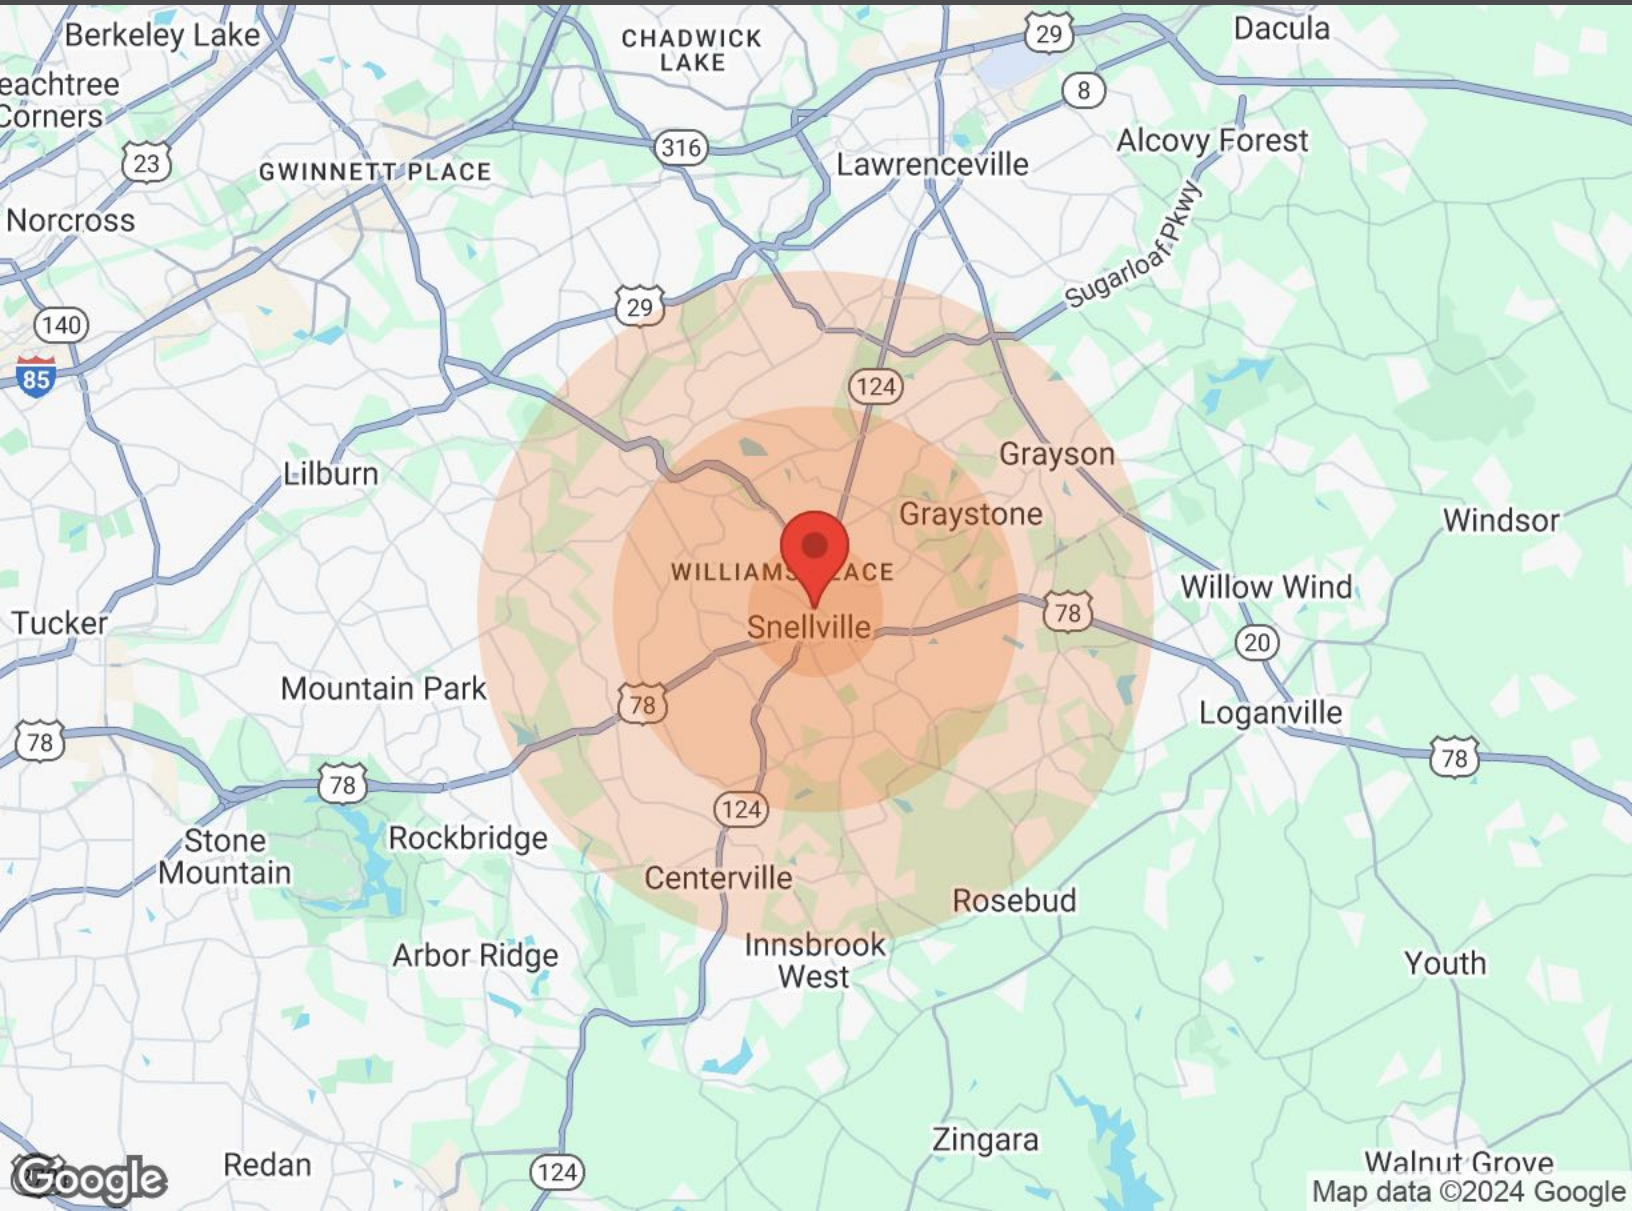 Berkeley Lake
CHADWICK
LAKE
29
Dacula
eachtree
Corners
8
23
GWINNETT PLACE
316
Lawrenceville
Alcovy Forest
Norcross
Sugarloaf Pkwy
29
140
85
124
Grayson
Lilburn
Graystone
Windsor
WILLIAMS
ACE
Willow Wind
Tucker
Snellville
78
20
Mountain Park
78
Loganville
78
78
78
124
Stone
Mountain
Rockbridge
Centerville
Rosebud
Arbor Ridge
Innsbrook
West
Youth
Zingara
Redan
124
Walnut Grove
Google
Map data ©2024 Google